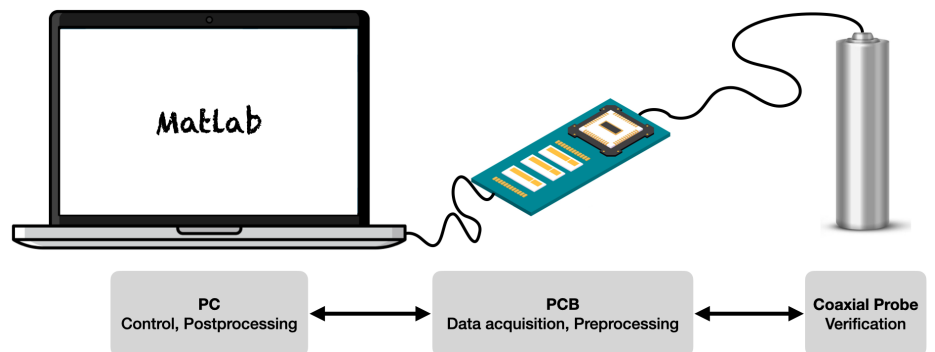 Matlab
PC
Control, Postprocessing
PCB
Data acquisition, Preprocessing
Coaxial Probe
Verification